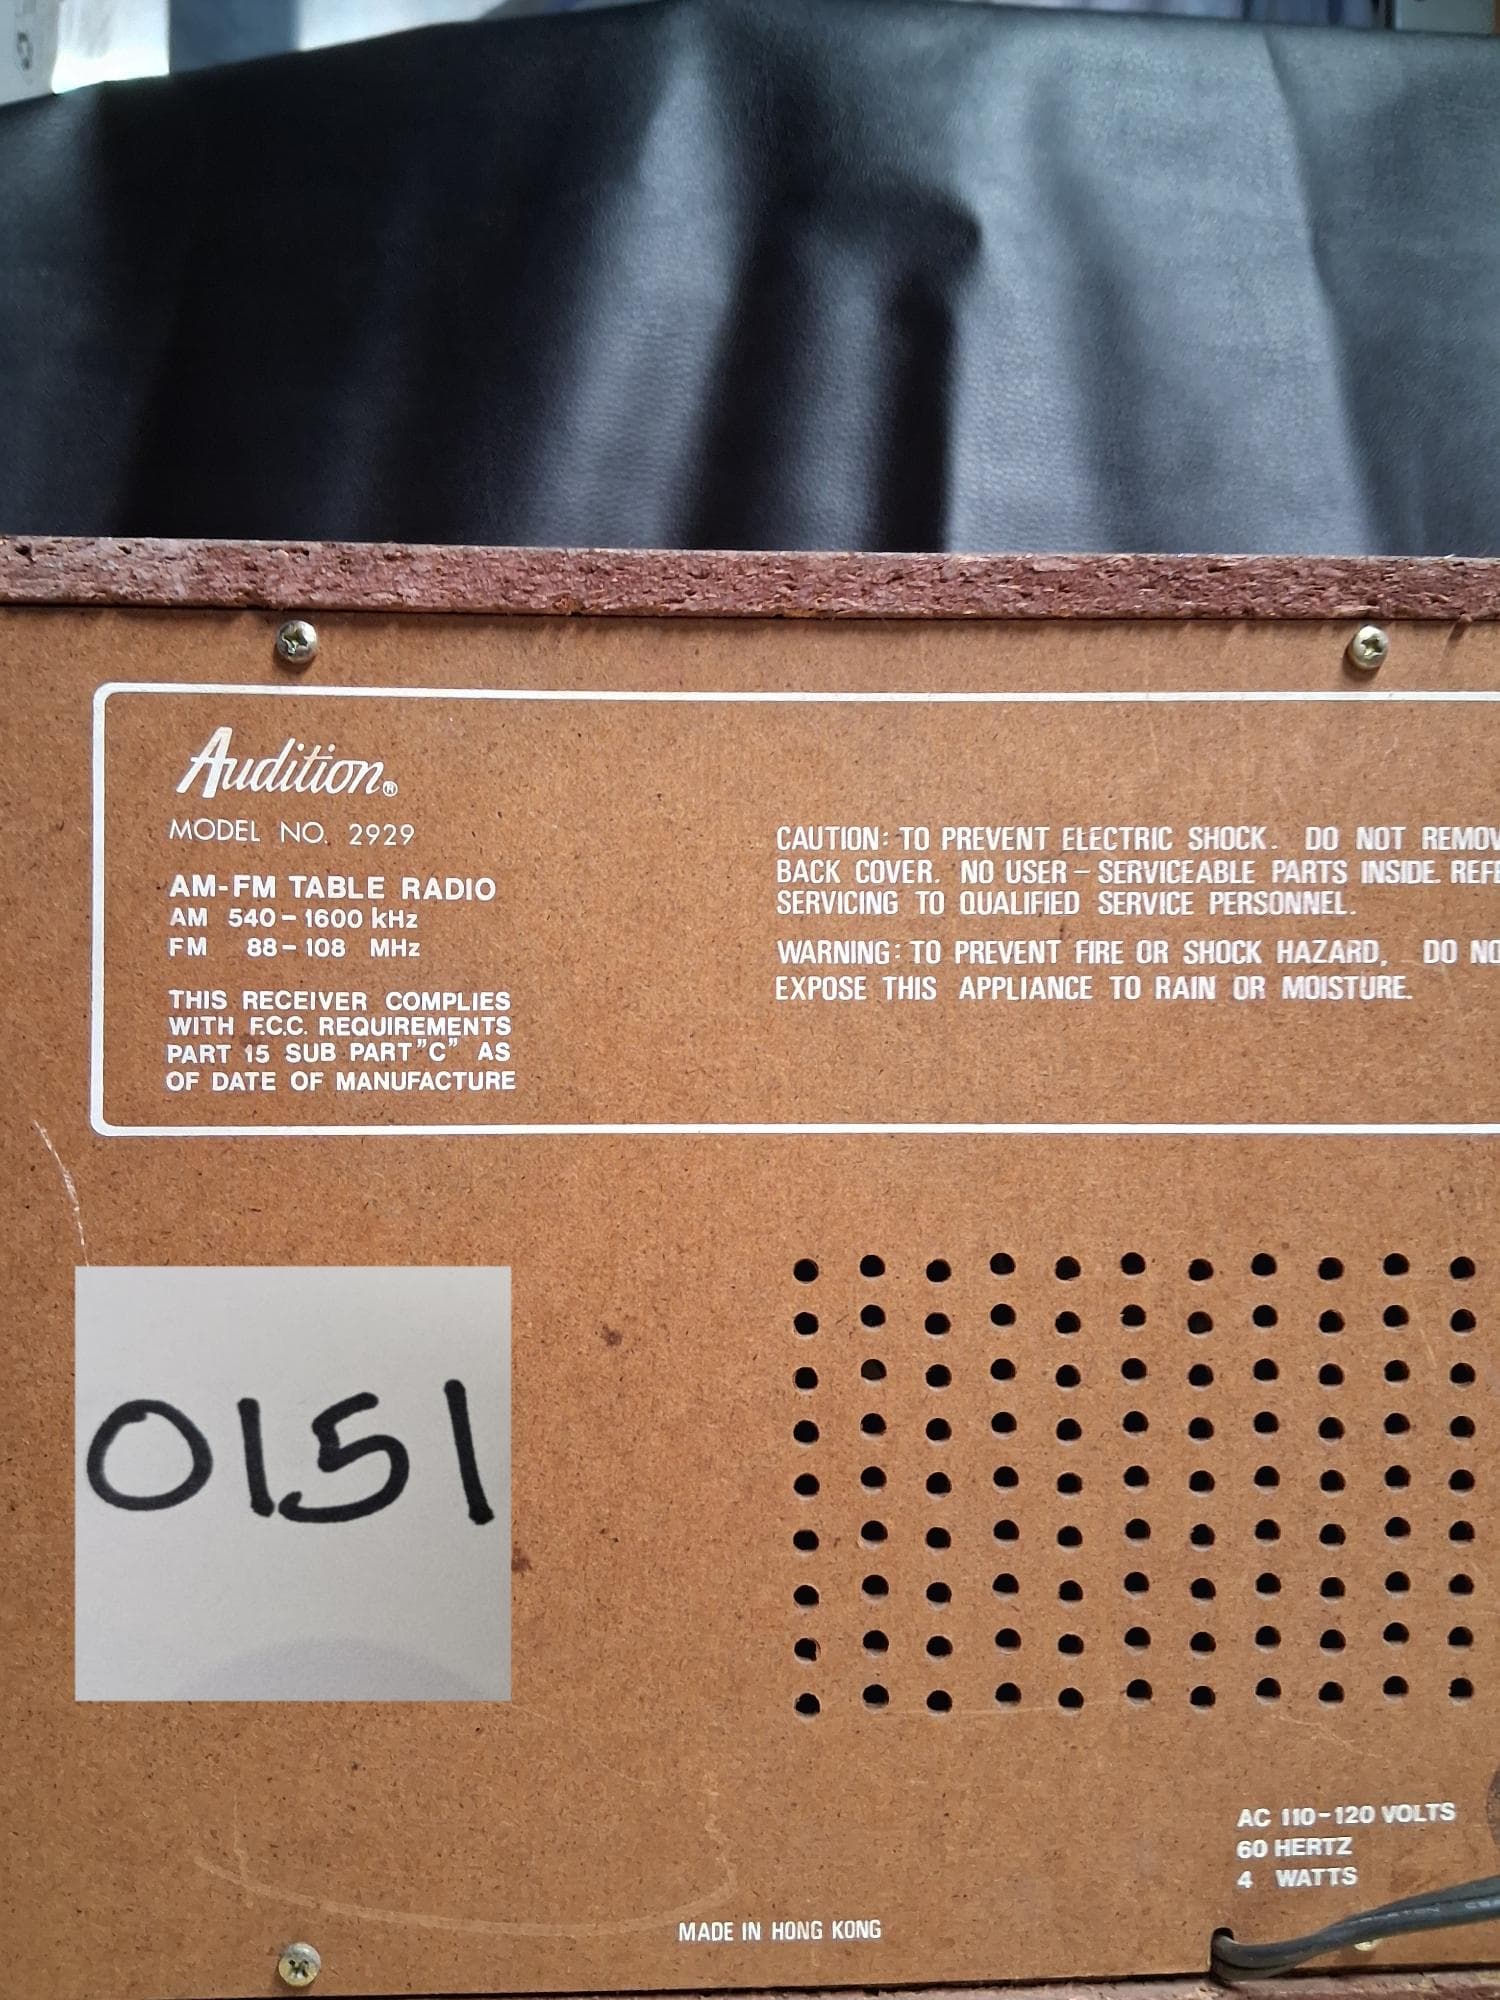 Audition®
MODEL NO. 2929
AM-FM TABLE RADIO
AM 540-1600 kHz
FM 88-108 MHz
THIS RECEIVER COMPLIES
WITH F.C.C. REQUIREMENTS
PART 15 SUB PART "C" AS
OF DATE OF MANUFACTURE
CAUTION: TO PREVENT ELECTRIC SHOCK. DO NOT REMOV
BACK COVER. NO USER-SERVICEABLE PARTS INSIDE. REFE
SERVICING TO QUALIFIED SERVICE PERSONNEL.
WARNING: TO PREVENT FIRE OR SHOCK HAZARD, DO NO
EXPOSE THIS APPLIANCE TO RAIN OR MOISTURE.
0151
AC 110-120 VOLTS
60 HERTZ
4 WATTS
MADE IN HONG KONG